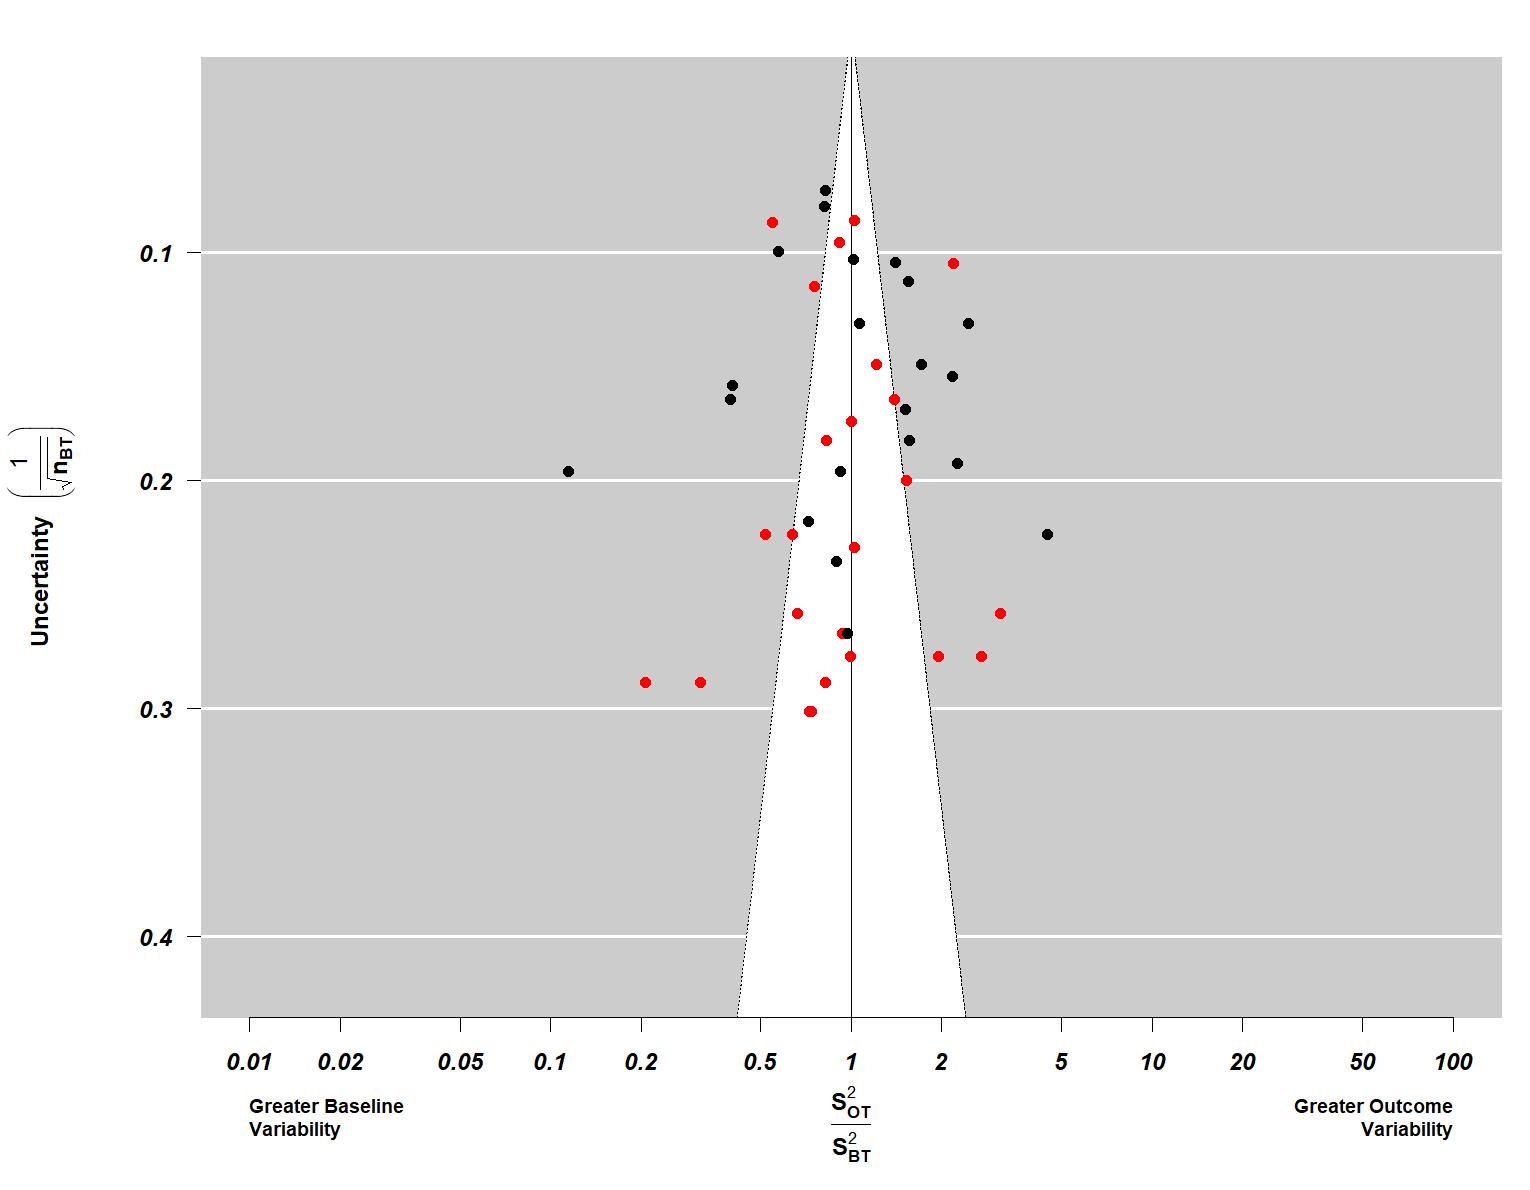 0.1
0.2
0.3
0.4
Uncertainty (1/√nBT)
0.01 0.02 0.05 0.1 0.2 0.5 1 2 5 10 20 50 100
Greater Baseline
Variability
S²OT
S²BT
Greater Outcome
Variability